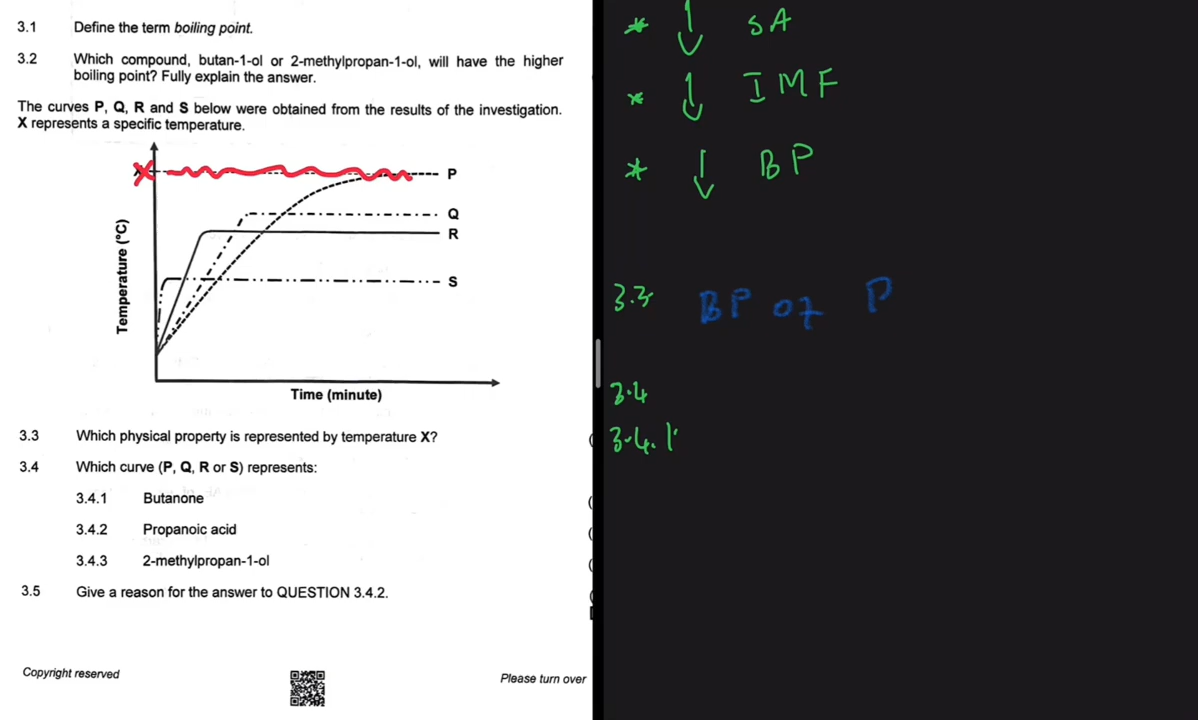 3.1 Define the term boiling point.
3.2 Which compound, butan-1-ol or 2-methylpropan-1-ol, will have the higher
boiling point? Fully explain the answer.
The curves P, Q, R and S below were obtained from the results of the investigation.
X represents a specific temperature.
X
P
Q
R
S
Temperature (°C)
Time (minute)
3.3 Which physical property is represented by temperature X?
3.4 Which curve (P, Q, R or S) represents:
3.4.1 Butanone
3.4.2 Propanoic acid
3.4.3 2-methylpropan-1-ol
3.5 Give a reason for the answer to QUESTION 3.4.2.
Copyright reserved
Please turn over
* ↓ SA
* ↓ IMF
* ↓ BP
3.3 BP of P
3.4
3.4.1